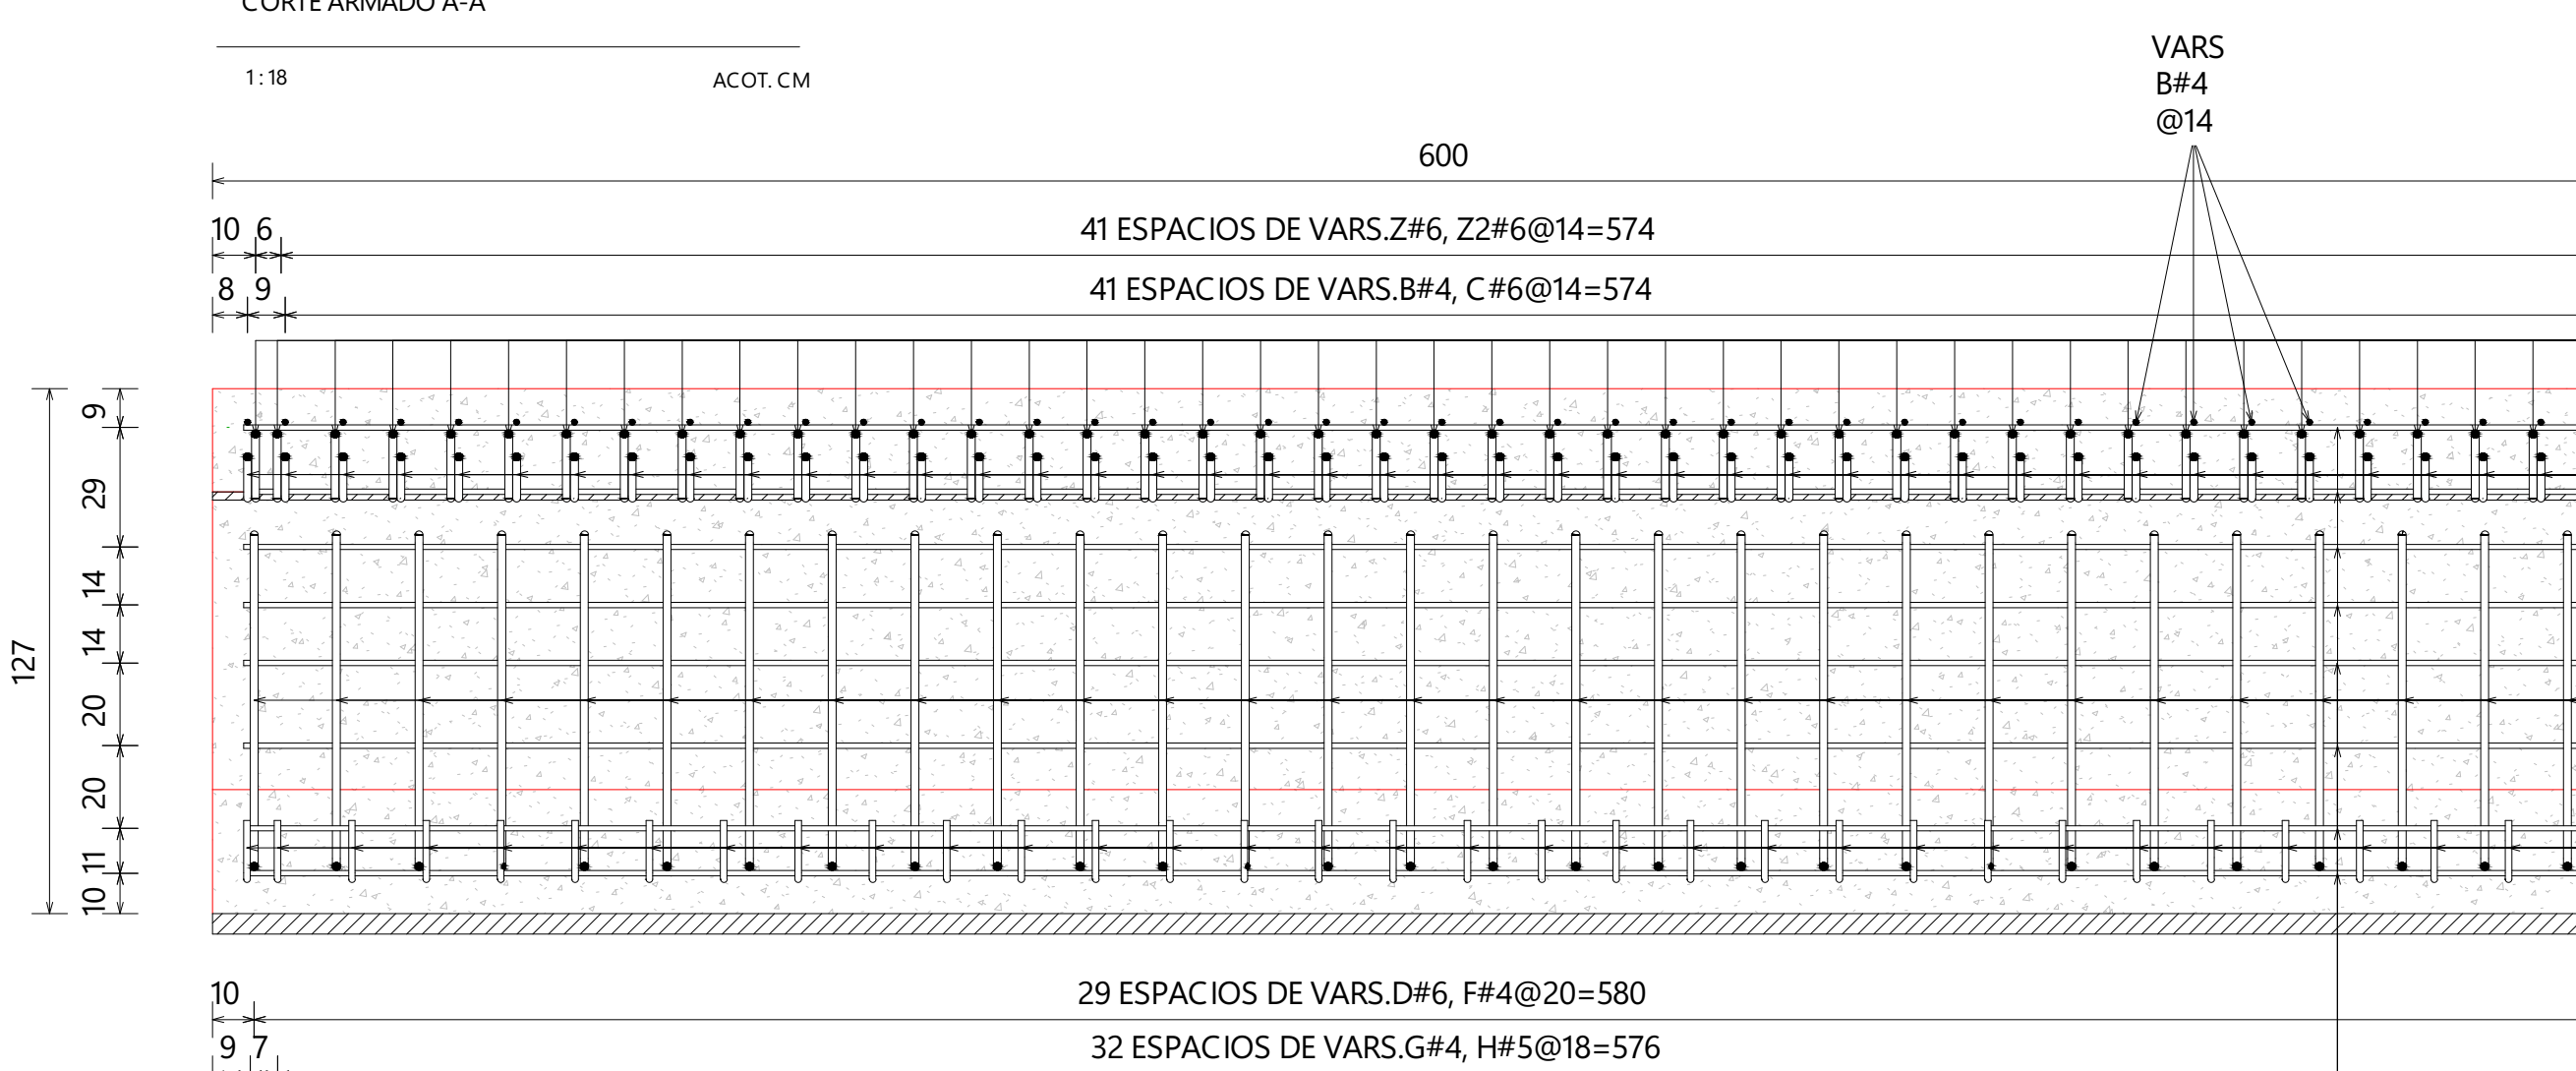 CORTE ARMADO A-A
1:18
ACOT. CM
VARS
B#4
@14
600
10 6
41 ESPACIOS DE VARS.Z#6, Z2#6@14=574
8 9
41 ESPACIOS DE VARS.B#4, C#6@14=574
9
29
14
14
20
20
11
10
127
10
29 ESPACIOS DE VARS.D#6, F#4@20=580
9 7
32 ESPACIOS DE VARS.G#4, H#5@18=576